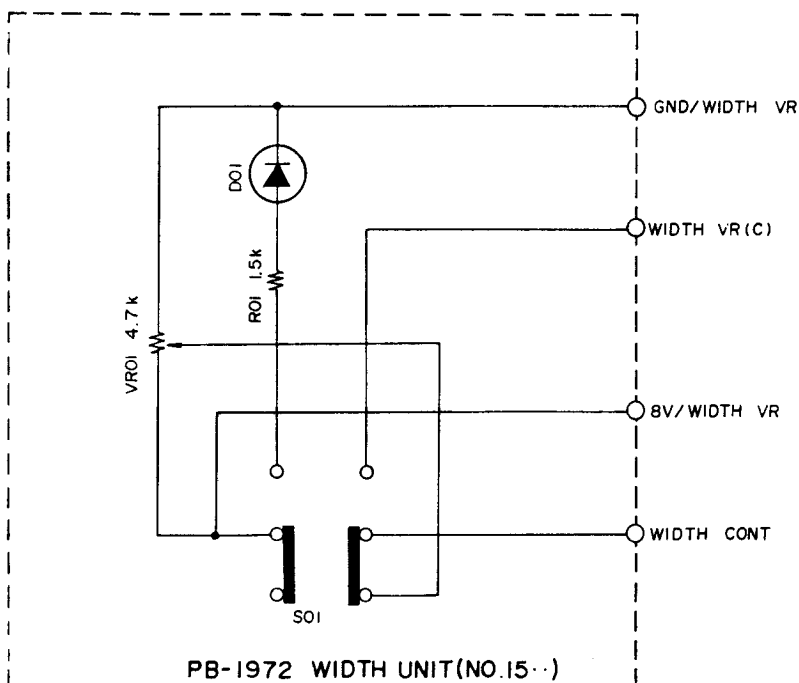 GND/WIDTH VR
D01
WIDTH VR(C)
R01 1.5k
VR01 4.7k
8V/WIDTH VR
WIDTH CONT
S01
PB-1972 WIDTH UNIT(NO.15··)